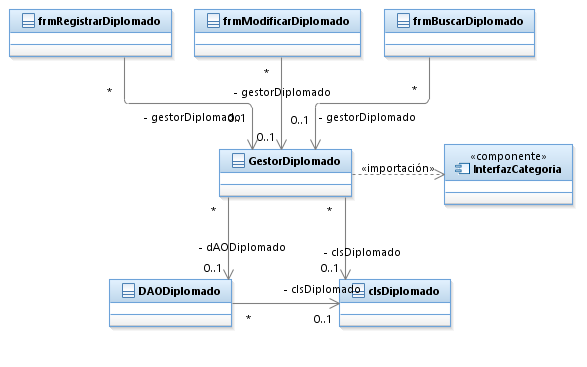 frmRegistrarDiplomado
frmModificarDiplomado
frmBuscarDiplomado
*
*
*
- gestorDiplomado
- gestorDiplomado
- gestorDiplomado
0..1
0..1
0..1
GestorDiplomado
«importación»
«componente»
InterfazCategoria
*
*
- dAODiplomado
- clsDiplomado
0..1
0..1
DAODiplomado
- clsDiplomado
clsDiplomado
*
0..1